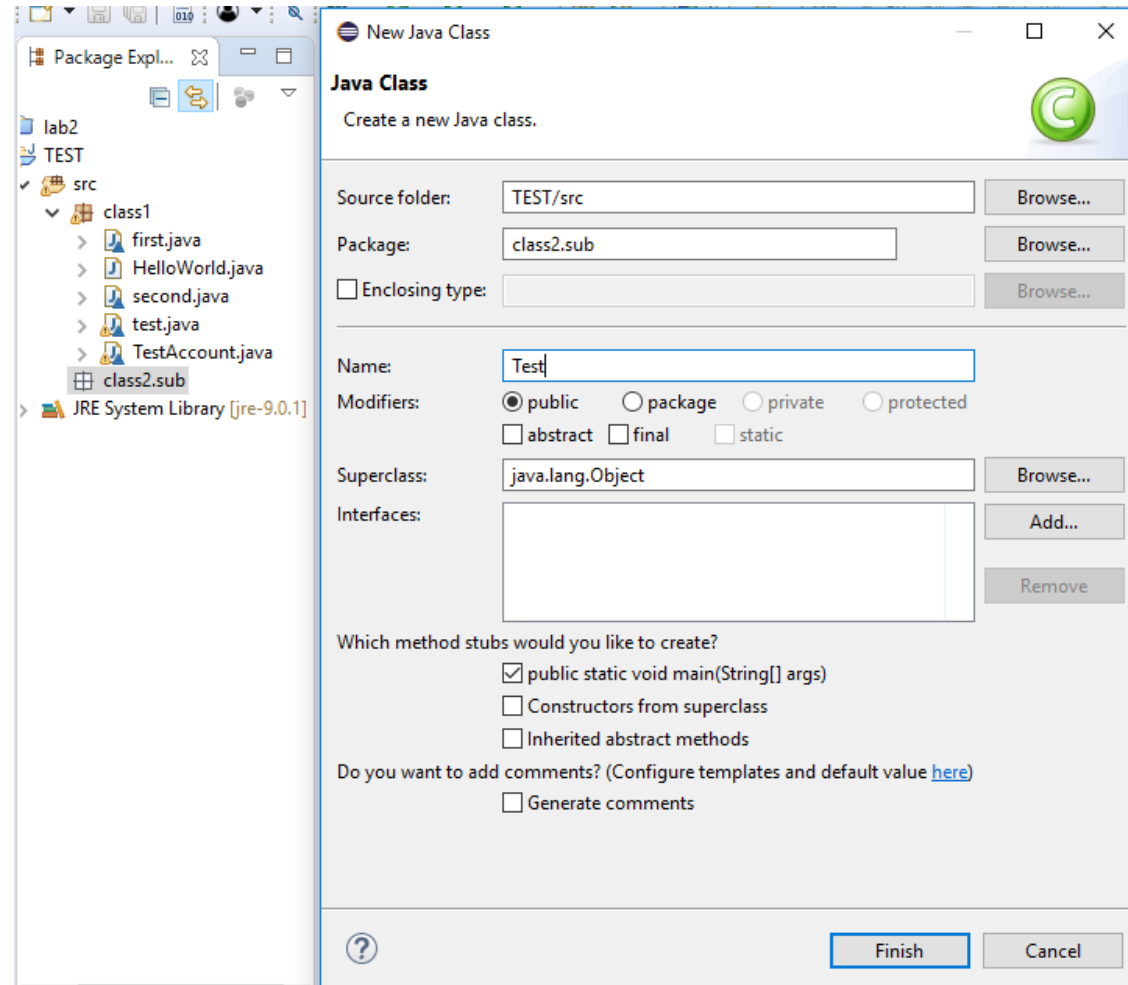 010
Package Expl...
lab2
TEST
src
class1
first.java
HelloWorld.java
second.java
test.java
TestAccount.java
class2.sub
JRE System Library [jre-9.0.1]
New Java Class
Java Class
Create a new Java class.
Source folder: TEST/src Browse...
Package: class2.sub Browse...
Enclosing type: Browse...
Name: Test
Modifiers: public package private protected
abstract final static
Superclass: java.lang.Object Browse...
Interfaces: Add...
Remove
Which method stubs would you like to create?
public static void main(String[] args)
Constructors from superclass
Inherited abstract methods
Do you want to add comments? (Configure templates and default value here)
Generate comments
? Finish Cancel